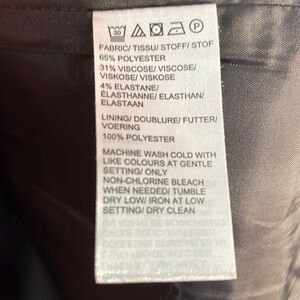 30 P
FABRIC/ TISSU/ STOFF/ STOF
65% POLYESTER
31% VISCOSE/ VISCOSE/
VISKOSE/ VISKOSE
4% ELASTANE/
ELASTHANNE/ ELASTHAN/
ELASTAAN
LINING/ DOUBLURE/ FUTTER/
VOERING
100% POLYESTER
MACHINE WASH COLD WITH
LIKE COLOURS AT GENTLE
SETTING/ ONLY
NON-CHLORINE BLEACH
WHEN NEEDED/ TUMBLE
DRY LOW/ IRON AT LOW
SETTING/ DRY CLEAN